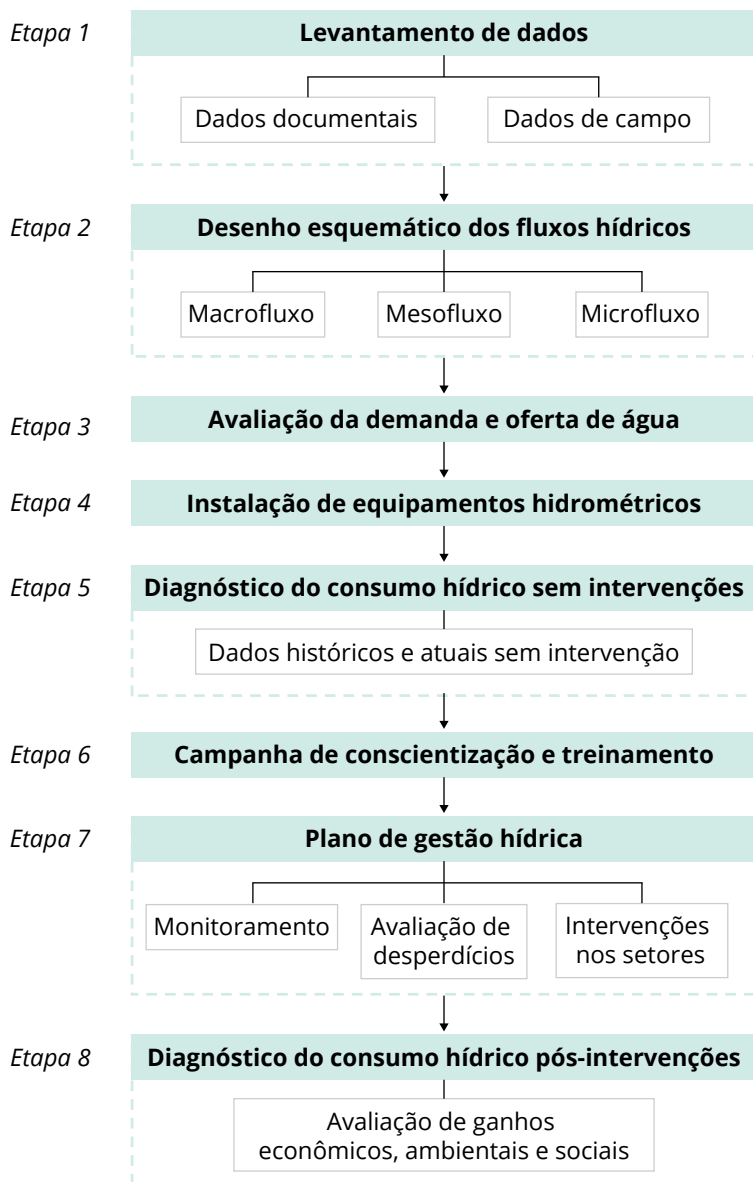 Etapa 1
Levantamento de dados
Dados documentais
Dados de campo
Etapa 2
Desenho esquemático dos fluxos hídricos
Macrofluxo
Mesofluxo
Microfluxo
Etapa 3
Avaliação da demanda e oferta de água
Etapa 4
Instalação de equipamentos hidrométricos
Etapa 5
Diagnóstico do consumo hídrico sem intervenções
Dados históricos e atuais sem intervenção
Etapa 6
Campanha de conscientização e treinamento
Etapa 7
Plano de gestão hídrica
Monitoramento
Avaliação de
desperdícios
Intervenções
nos setores
Etapa 8
Diagnóstico do consumo hídrico pós-intervenções
Avaliação de ganhos
econômicos, ambientais e sociais